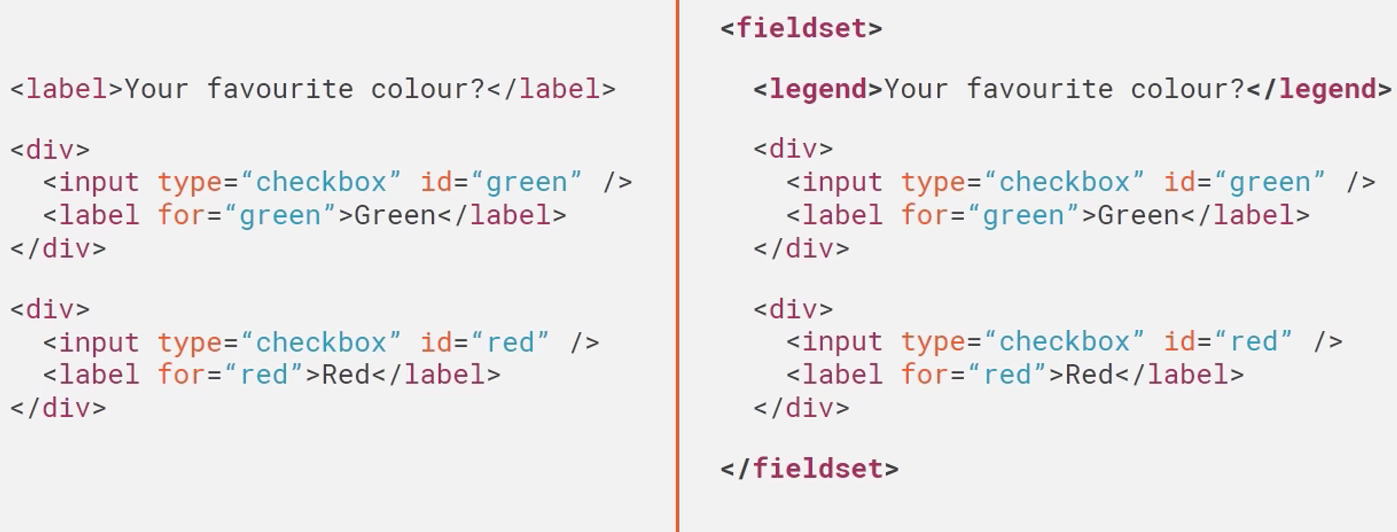 <label>Your favourite colour?</label>
<div>
<input type=“checkbox” id=“green” />
<label for=“green”>Green</label>
</div>
<div>
<input type=“checkbox” id=“red” />
<label for=“red”>Red</label>
</div>
<fieldset>
<legend>Your favourite colour?</legend>
<div>
<input type=“checkbox” id=“green” />
<label for=“green”>Green</label>
</div>
<div>
<input type=“checkbox” id=“red” />
<label for=“red”>Red</label>
</div>
</fieldset>